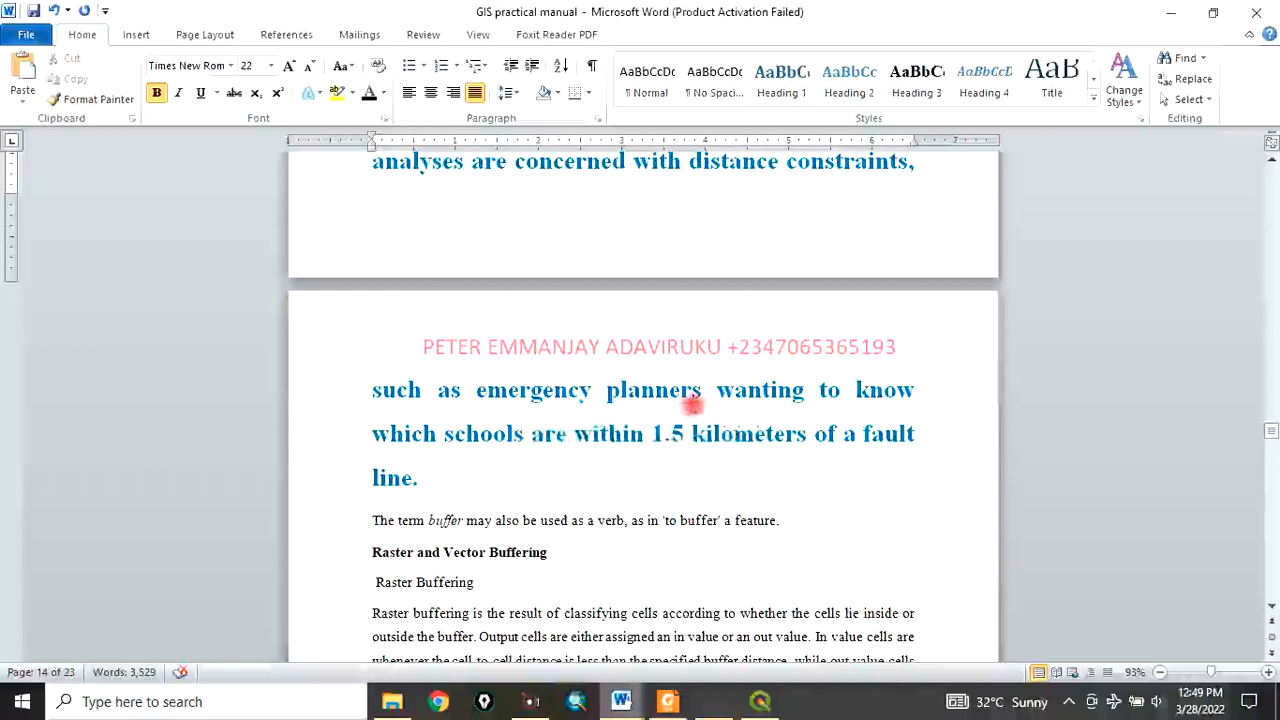 GIS practical manual - Microsoft Word (Product Activation Failed)
File Home Insert Page Layout References Mailings Review View Foxit Reader PDF
Paste
Cut
Copy
Format Painter
Clipboard
Times New Rom 22
Font
Paragraph
AaBbCcDc AaBbCcDc AaBbC AaBbCc AaBbC AaBbCcI AaB
¶ Normal ¶ No Spaci... Heading 1 Heading 2 Heading 3 Heading 4 Title
Change Styles
Styles
Find
Replace
Select
Editing
1 2 3 4 5 6 7
analyses are concerned with distance constraints,
PETER EMMANJAY ADAVIRUKU +2347065365193
such as emergency planners wanting to know
which schools are within 1.5 kilometers of a fault
line.
The term buffer may also be used as a verb, as in 'to buffer' a feature.
Raster and Vector Buffering
Raster Buffering
Raster buffering is the result of classifying cells according to whether the cells lie inside or
outside the buffer. Output cells are either assigned an in value or an out value. In value cells are
whenever the cell-to-cell distance is less than the specified buffer distance, while out value cells
Page: 14 of 23 Words: 3,529 93%
Type here to search
32°C Sunny
12:49 PM
3/28/2022